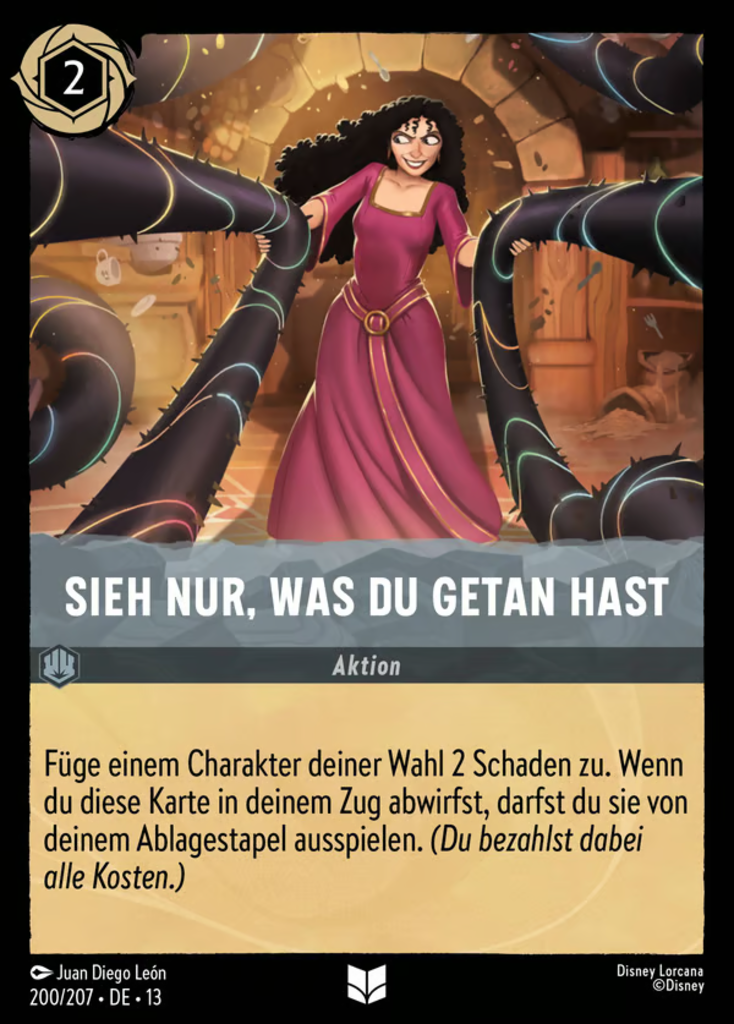 2
SIEH NUR, WAS DU GETAN HAST
Aktion
Füge einem Charakter deiner Wahl 2 Schaden zu. Wenn
du diese Karte in deinem Zug abwirfst, darfst du sie von
deinem Ablagestapel ausspielen. (Du bezahlst dabei
alle Kosten.)
Juan Diego León
200/207 • DE • 13
Disney Lorcana
©Disney